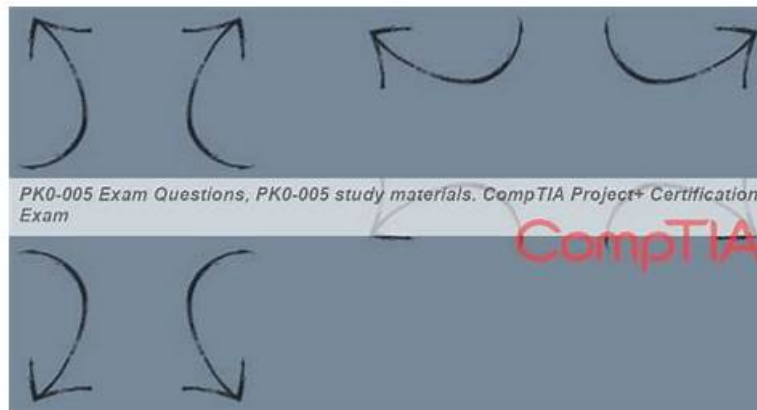 PK0-005 Exam Questions, PK0-005 study materials. CompTIA Project+ Certification
Exam
CompTIA